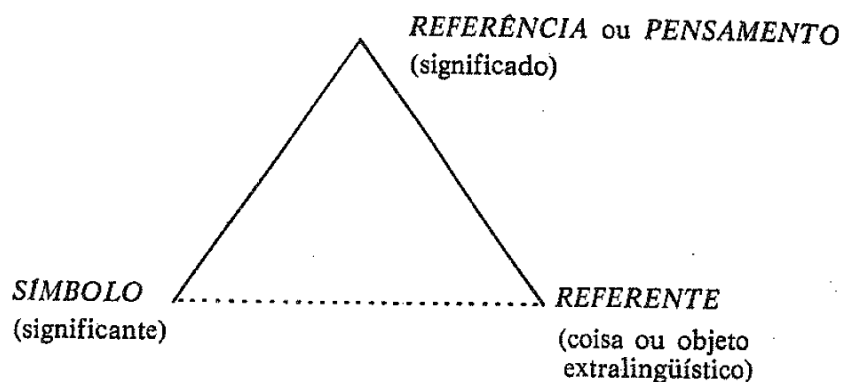 REFERÊNCIA ou PENSAMENTO
(significado)
SÍMBOLO
(significante)
REFERENTE
(coisa ou objeto
extralingüístico)